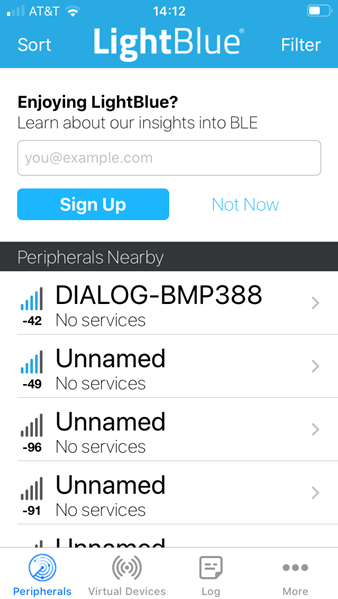 AT&T 14:12
Sort LightBlue® Filter
Enjoying LightBlue?
Learn about our insights into BLE
you@example.com
Sign Up Not Now
Peripherals Nearby
DIALOG-BMP388
-42 No services
Unnamed
-49 No services
Unnamed
-96 No services
Unnamed
-91 No services
Unnamed
Peripherals Virtual Devices Log More